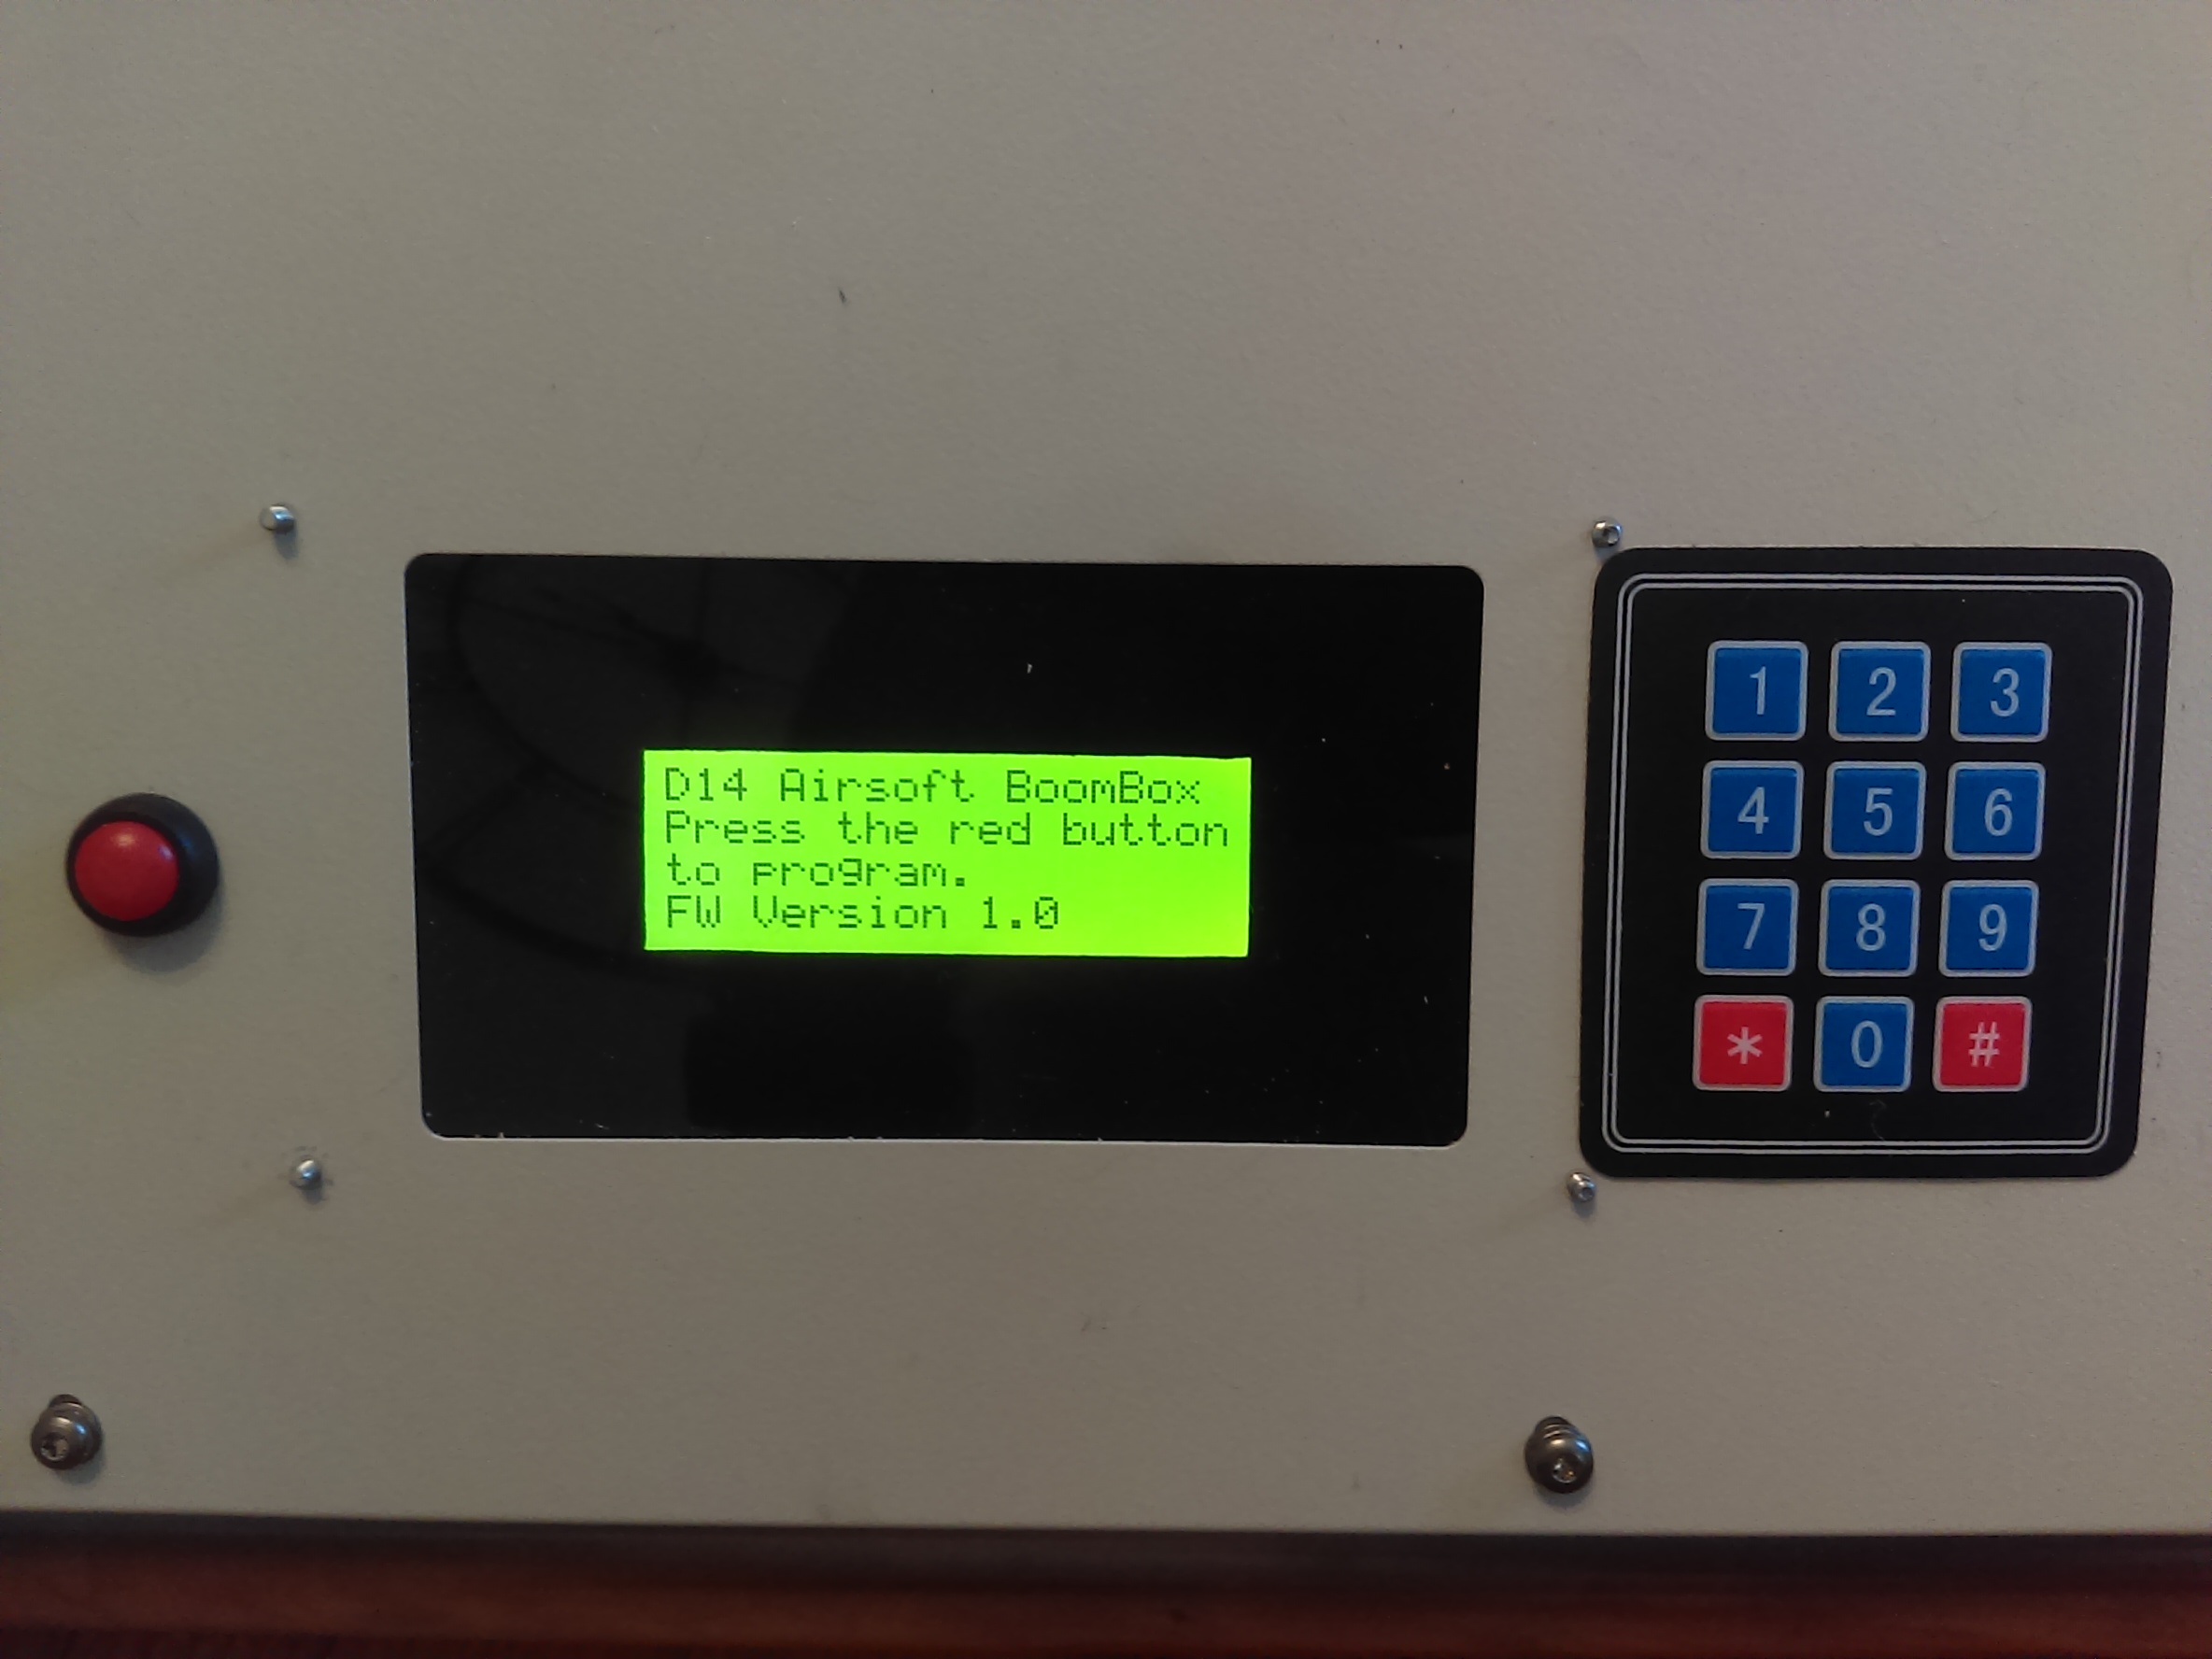 D14 Airsoft BoomBox
Press the red button
to program.
FW Version 1.0
1 2 3
4 5 6
7 8 9
* 0 #